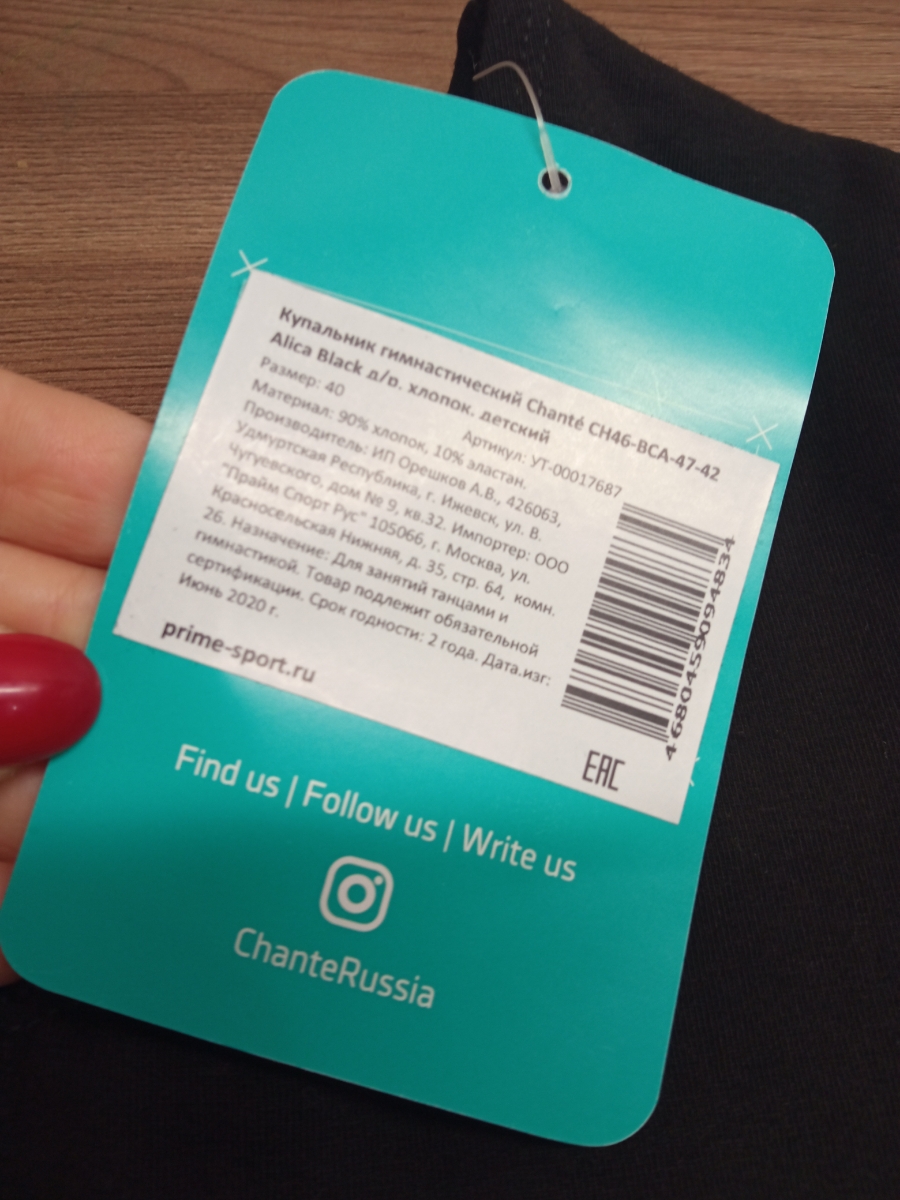 Купальник гимнастический Chanté CH46-BCA-47-42
Alica Black д/р. хлопок. детский
Размер: 40
Артикул: УТ-00017687
Материал: 90% хлопок, 10% эластан.
Производитель: ИП Орешков А.В., 426063,
Удмуртская Республика, г. Ижевск, ул. В.
Чугуевского, дом № 9, кв.32. Импортер: ООО
"Прайм Спорт Рус" 105066, г. Москва, ул.
Красносельская Нижняя, д. 35, стр. 64, комн.
26. Назначение: Для занятий танцами и
гимнастикой. Товар подлежит обязательной
сертификации. Срок годности: 2 года. Дата.изг:
Июнь 2020 г.
prime-sport.ru
4680459094834
EAC
Find us | Follow us | Write us
ChanteRussia